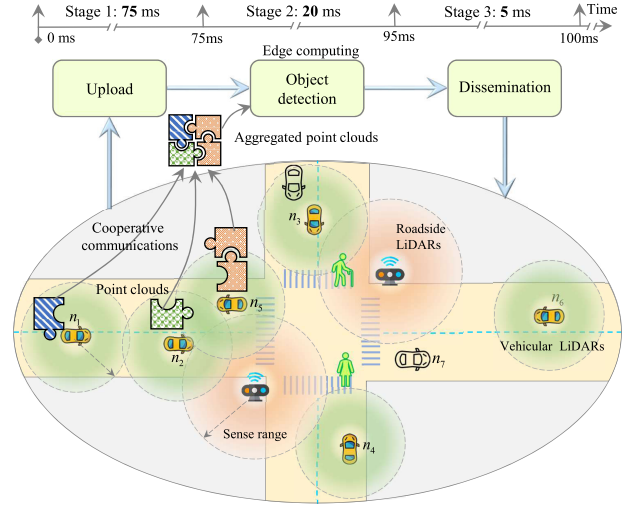 Stage 1: 75 ms
Stage 2: 20 ms
Stage 3: 5 ms
Time
0 ms
75ms
95ms
100ms
Edge computing
Upload
Object
detection
Dissemination
Aggregated point clouds
Cooperative
communications
Point clouds
Roadside
LiDARs
Vehicular LiDARs
Sense range
n3
n5
n1
n2
n6
n7
n4